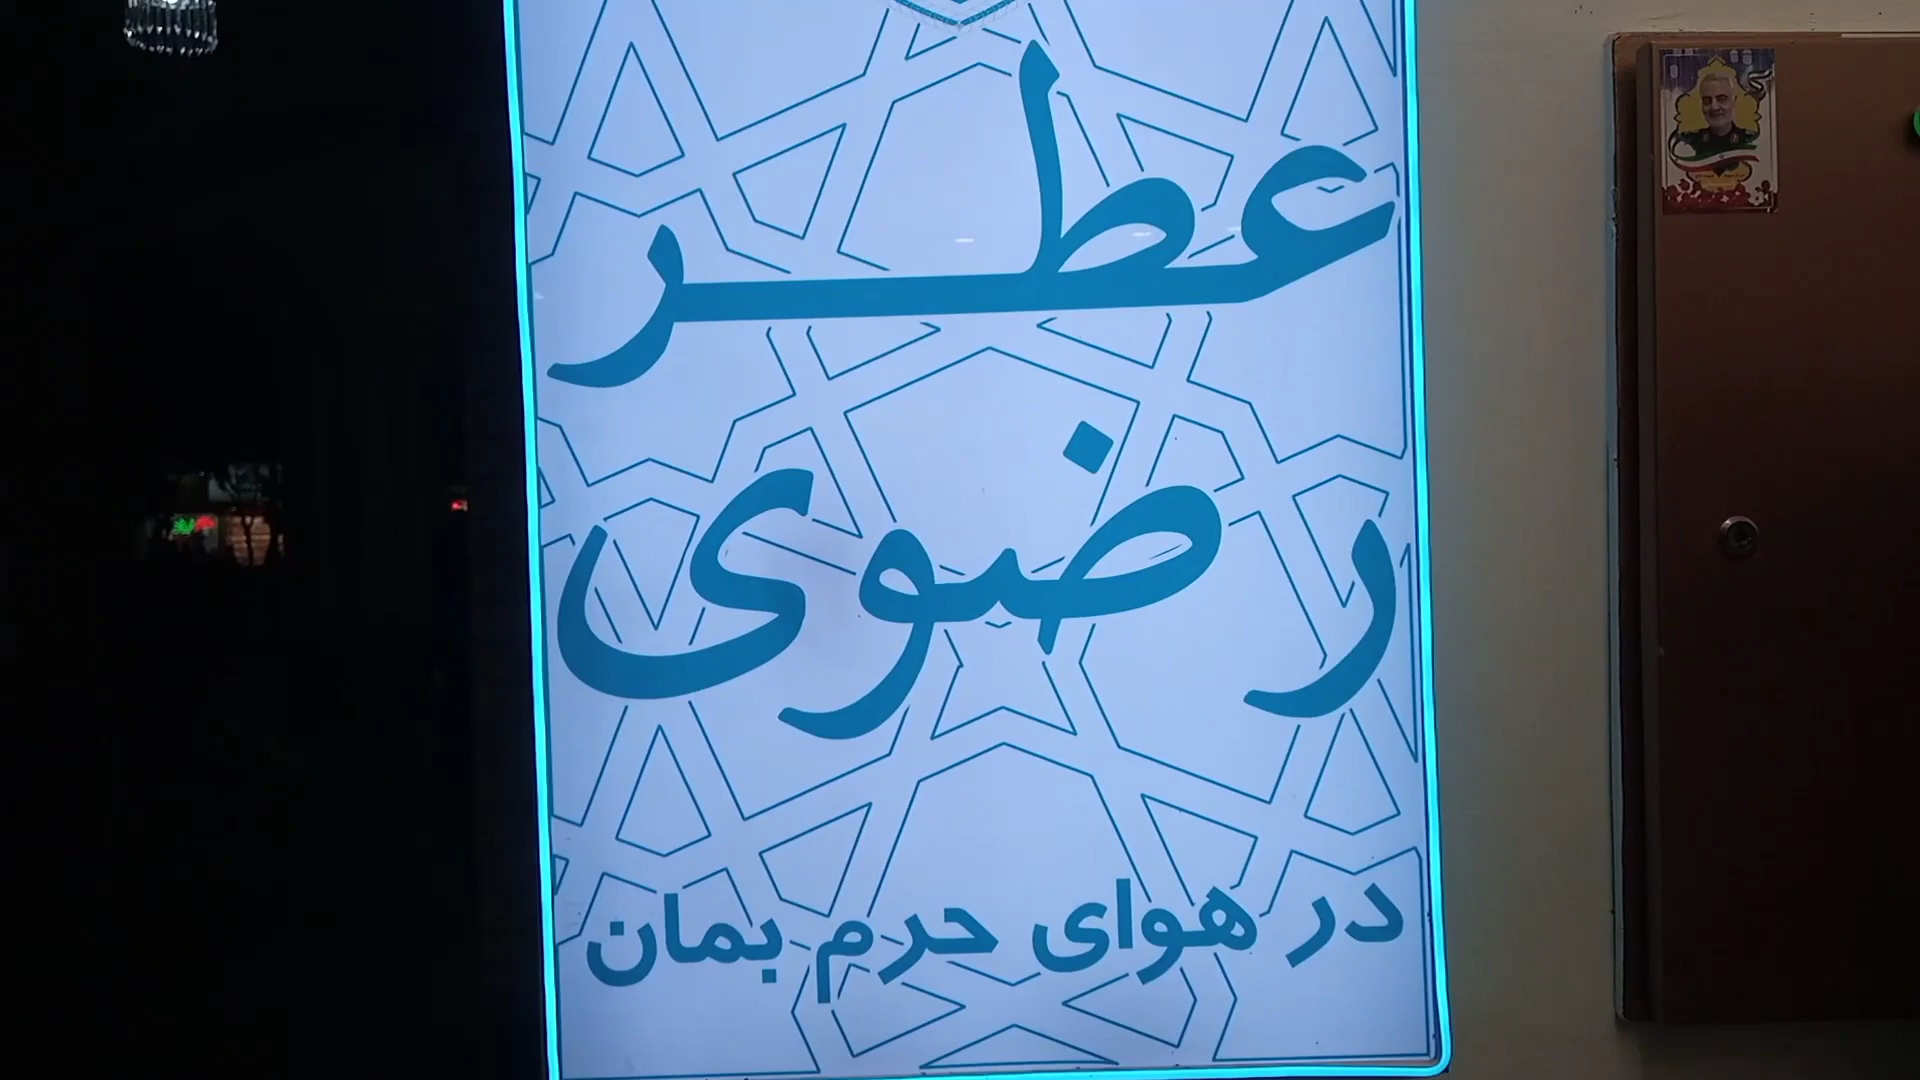 عطر
رضوی
در هوای حرم بمان